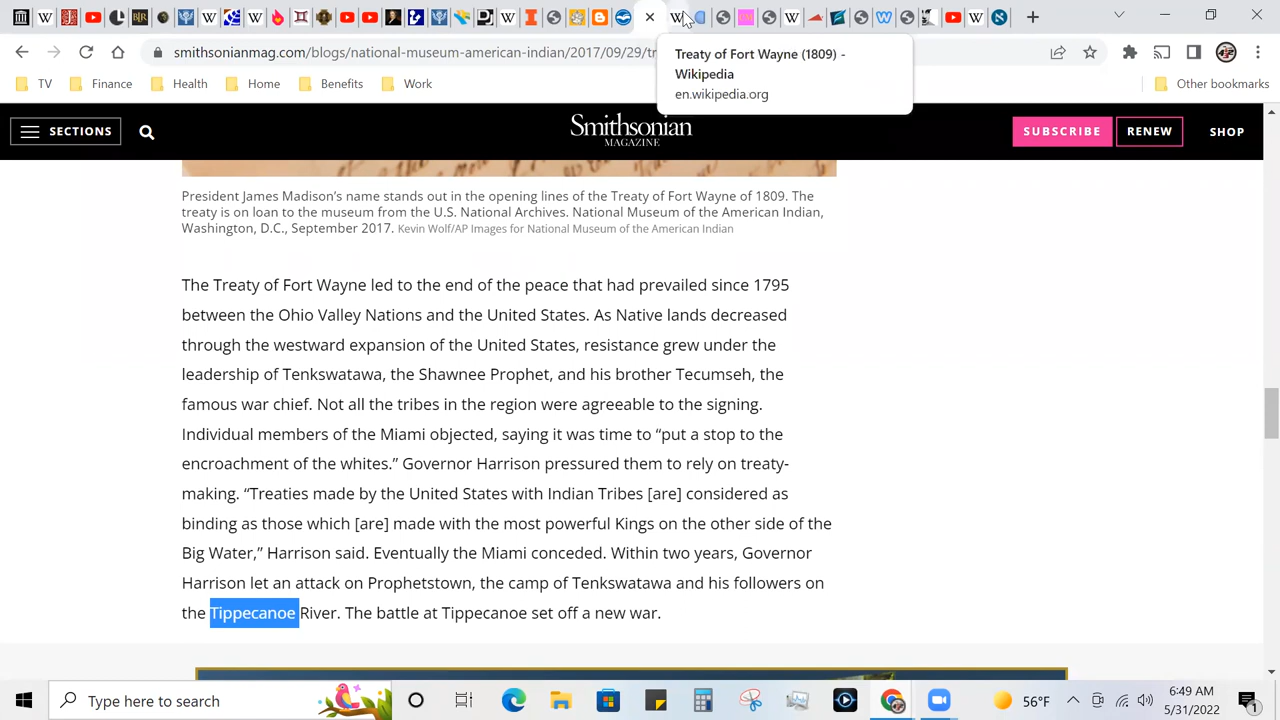 smithsonianmag.com/blogs/national-museum-american-indian/2017/09/29/tr
Treaty of Fort Wayne (1809) -
Wikipedia
en.wikipedia.org
TV
Finance
Health
Home
Benefits
Work
Other bookmarks
SECTIONS
Smithsonian
MAGAZINE
SUBSCRIBE
RENEW
SHOP
President James Madison’s name stands out in the opening lines of the Treaty of Fort Wayne of 1809. The
treaty is on loan to the museum from the U.S. National Archives. National Museum of the American Indian,
Washington, D.C., September 2017. Kevin Wolf/AP Images for National Museum of the American Indian
The Treaty of Fort Wayne led to the end of the peace that had prevailed since 1795
between the Ohio Valley Nations and the United States. As Native lands decreased
through the westward expansion of the United States, resistance grew under the
leadership of Tenkswatawa, the Shawnee Prophet, and his brother Tecumseh, the
famous war chief. Not all the tribes in the region were agreeable to the signing.
Individual members of the Miami objected, saying it was time to “put a stop to the
encroachment of the whites.” Governor Harrison pressured them to rely on treaty-
making. “Treaties made by the United States with Indian Tribes [are] considered as
binding as those which [are] made with the most powerful Kings on the other side of the
Big Water,” Harrison said. Eventually the Miami conceded. Within two years, Governor
Harrison let an attack on Prophetstown, the camp of Tenkswatawa and his followers on
the Tippecanoe River. The battle at Tippecanoe set off a new war.
Type here to search
56°F
6:49 AM
5/31/2022
1